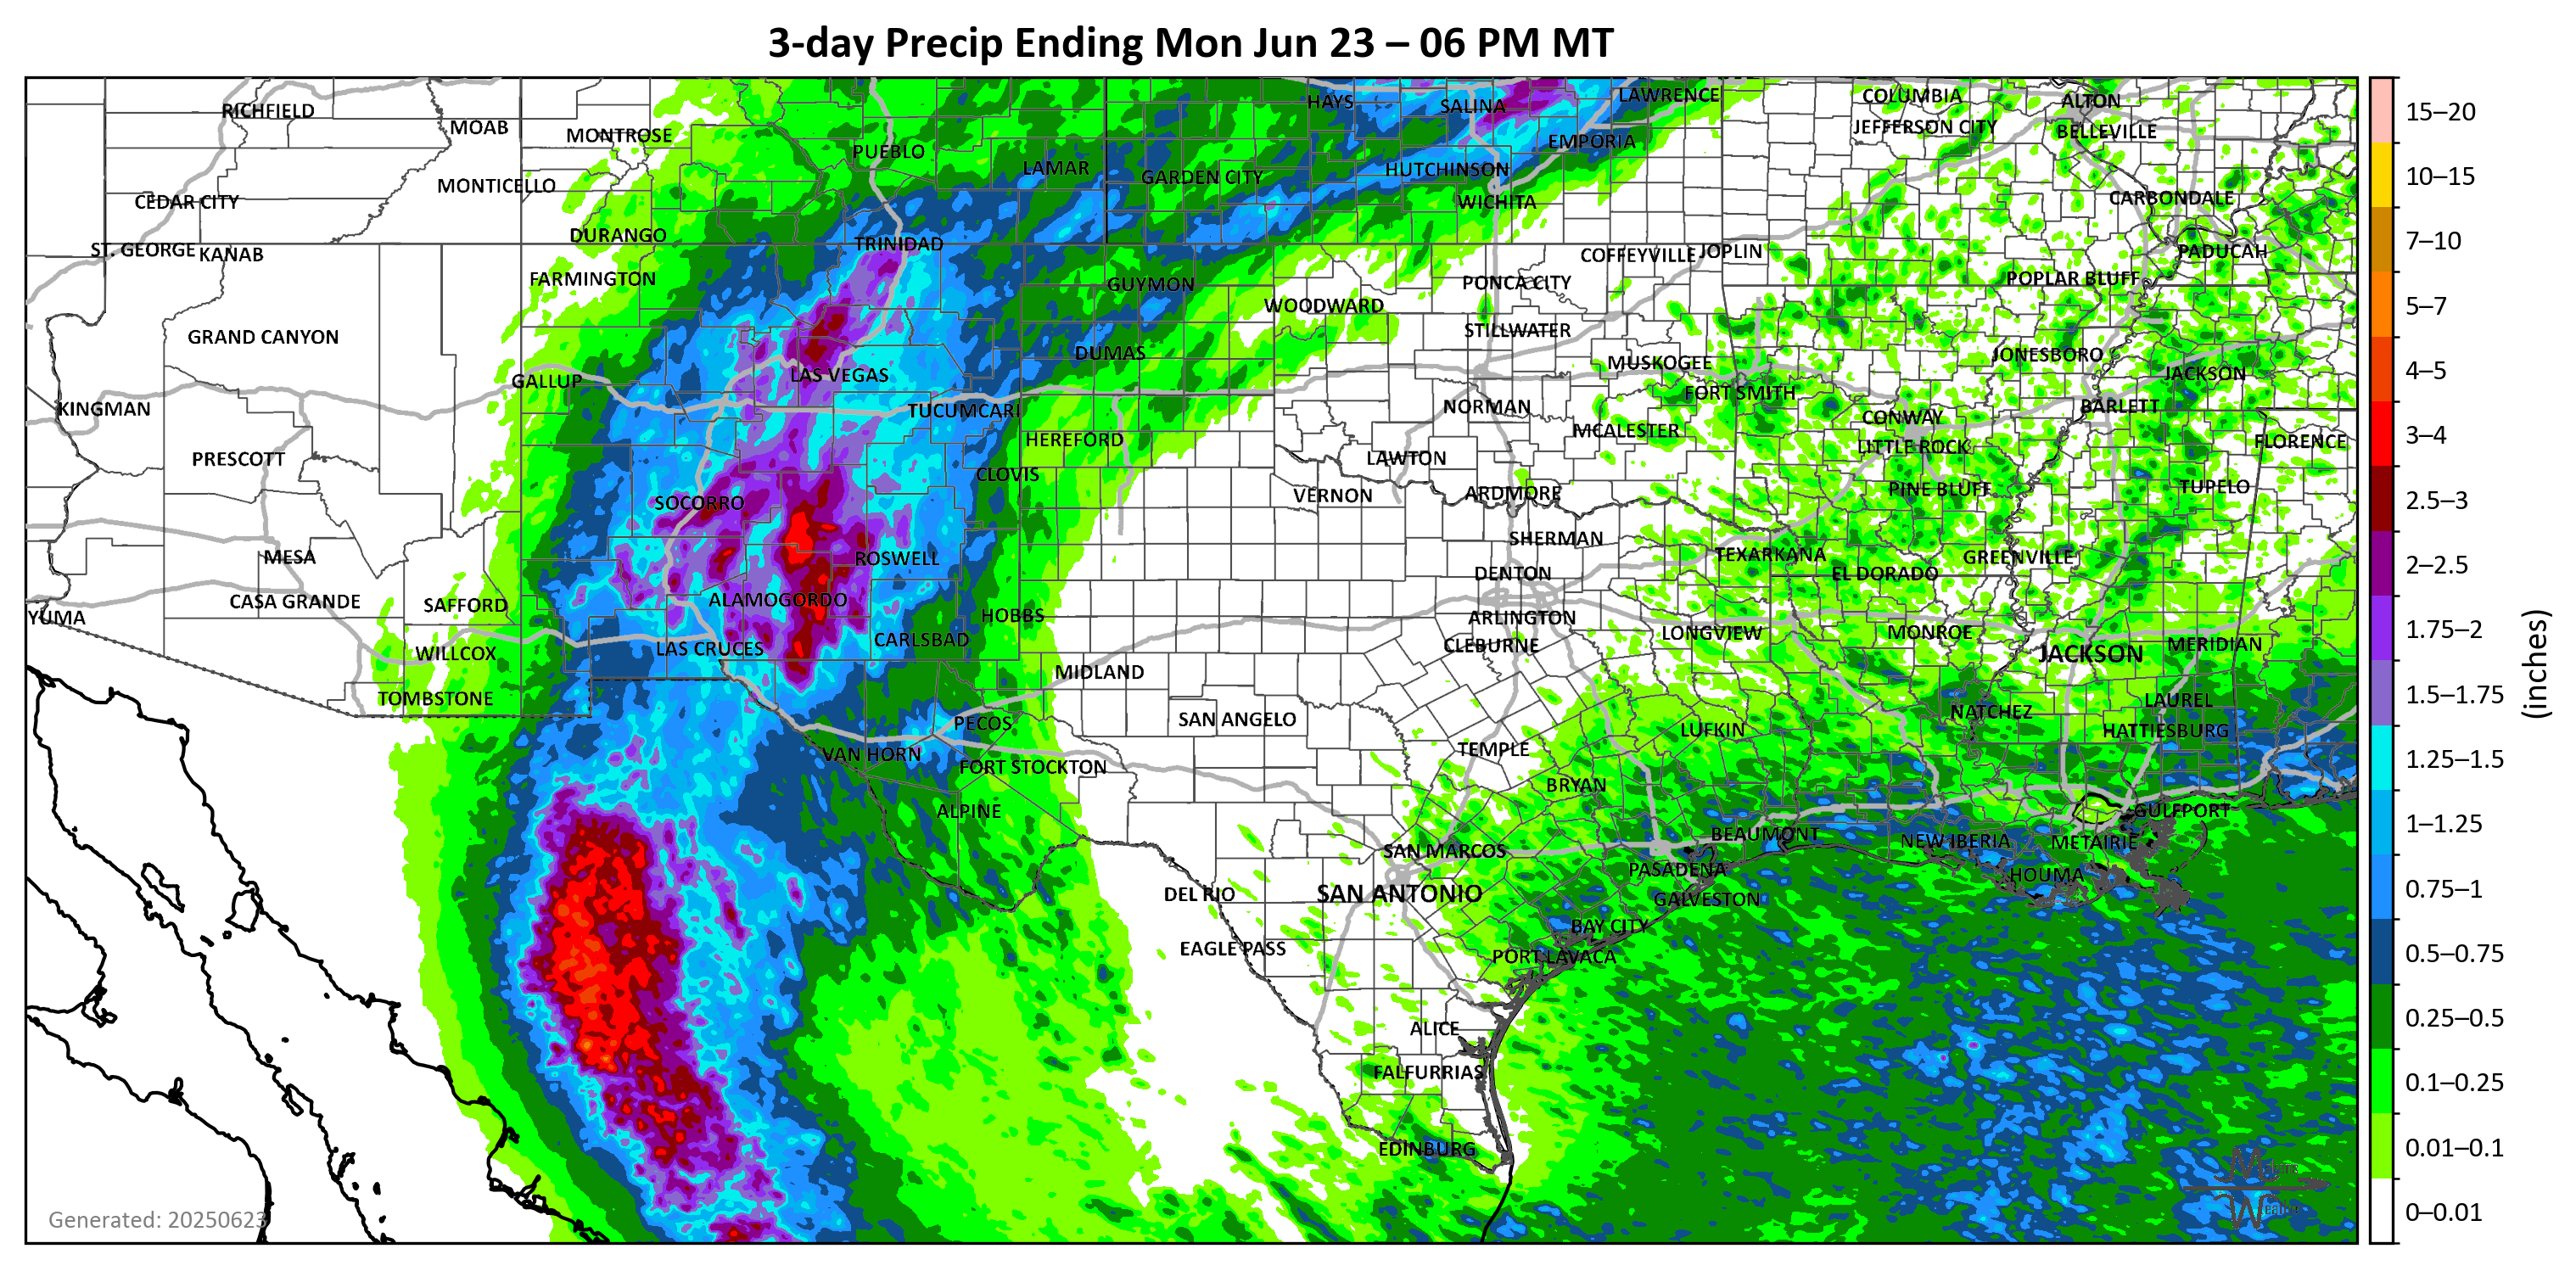 3-day Precip Ending Mon Jun 23 – 06 PM MT
RICHFIELD
MOAB
MONTROSE
PUEBLO
LAMAR
HAYS
SALINA
LAWRENCE
COLUMBIA
ALTON
JEFFERSON CITY
BELLEVILLE
EMPORIA
HUTCHINSON
GARDEN CITY
MONTICELLO
CEDAR CITY
WICHITA
CARBONDALE
DURANGO
TRINIDAD
ST. GEORGE
KANAB
COFFEYVILLE
JOPLIN
PADUCAH
FARMINGTON
GUYMON
PONCA CITY
POPLAR BLUFF
WOODWARD
GRAND CANYON
STILLWATER
DUMAS
JONESBORO
MUSKOGEE
LAS VEGAS
JACKSON
GALLUP
FORT SMITH
KINGMAN
TUCUMCARI
NORMAN
BARLETT
CONWAY
HEREFORD
MCALESTER
FLORENCE
LITTLE ROCK
PRESCOTT
LAWTON
CLOVIS
TUPELO
PINE BLUFF
VERNON
ARDMORE
SOCORRO
SHERMAN
MESA
ROSWELL
TEXARKANA
GREENVILLE
DENTON
EL DORADO
CASA GRANDE
SAFFORD
ALAMOGORDO
HOBBS
YUMA
ARLINGTON
LONGVIEW
MONROE
CARLSBAD
CLEBURNE
MERIDIAN
WILLCOX
LAS CRUCES
JACKSON
MIDLAND
TOMBSTONE
LAUREL
NATCHEZ
SAN ANGELO
PECOS
LUFKIN
HATTIESBURG
VAN HORN
TEMPLE
FORT STOCKTON
BRYAN
ALPINE
GULFPORT
BEAUMONT
NEW IBERIA
METAIRIE
SAN MARCOS
PASADENA
HOUMA
DEL RIO
SAN ANTONIO
GALVESTON
BAY CITY
EAGLE PASS
PORT LAVACA
ALICE
FALFURRIAS
EDINBURG
Generated: 20250623
15–20
10–15
7–10
5–7
4–5
3–4
2.5–3
2–2.5
1.75–2
1.5–1.75
1.25–1.5
1–1.25
0.75–1
0.5–0.75
0.25–0.5
0.1–0.25
0.01–0.1
0–0.01
(inches)